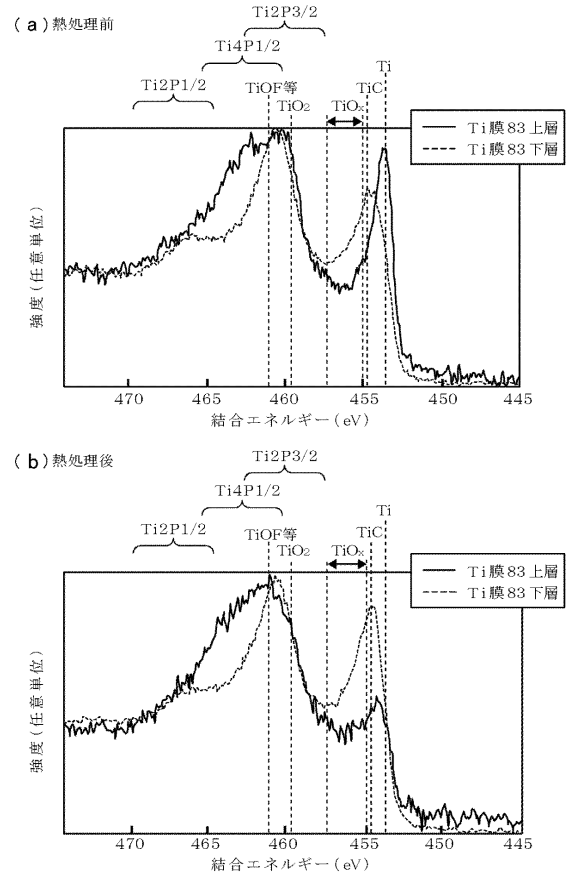 (a)熱処理前
Ti2P3/2
Ti4P1/2
Ti2P1/2
TiOF等
TiO₂
TiOx
TiC
Ti
Ti膜83上層
Ti膜83下層
強度(任意単位)
470 465 460 455 450 445
結合エネルギー(eV)
(b)熱処理後
Ti2P3/2
Ti4P1/2
Ti2P1/2
TiOF等
TiO₂
TiOx
TiC
Ti
Ti膜83上層
Ti膜83下層
強度(任意単位)
470 465 460 455 450 445
結合エネルギー(eV)